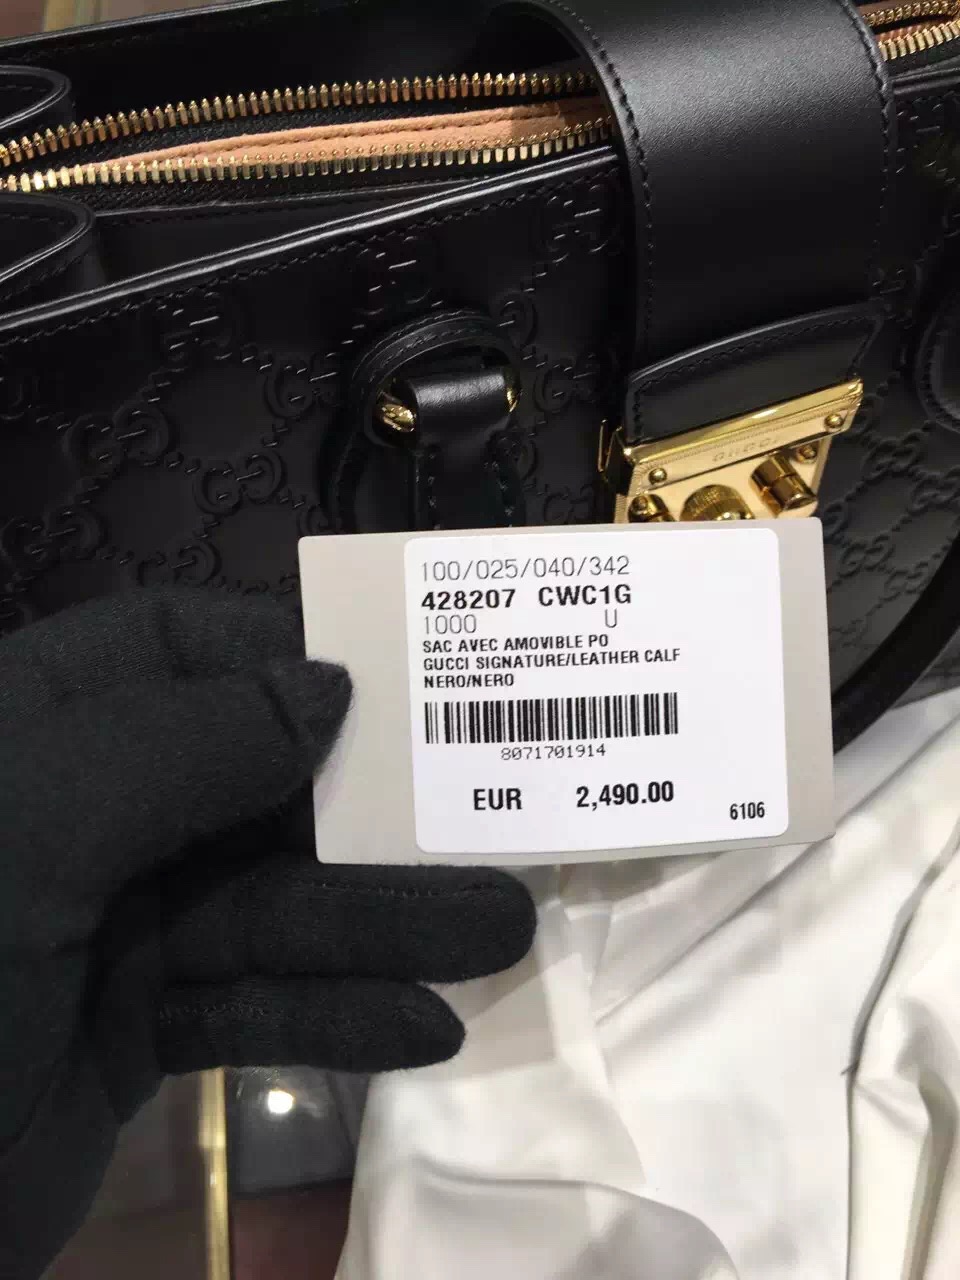 GUCCI
100/025/040/342
428207 CWC1G
1000 U
SAC AVEC AMOVIBLE PO
GUCCI SIGNATURE/LEATHER CALF
NERO/NERO
8071701914
EUR 2,490.00
6106